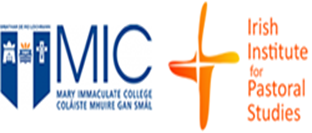 MIC
MARY IMMACULATE COLLEGE
COLÁISTE MHUIRE GAN SMÁL
Irish
Institute
for
Pastoral
Studies